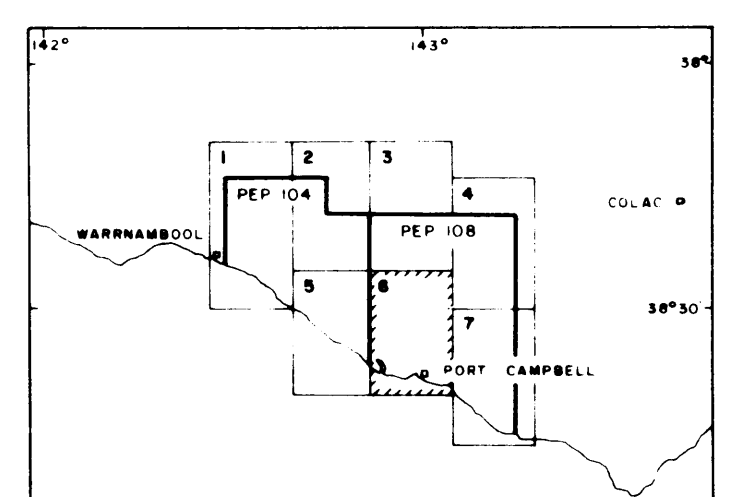 142°
143°
38°
1
2
3
4
PEP 104
COLAC
WARRNAMBOOL
PEP 108
5
6
7
38°30'
PORT CAMPBELL